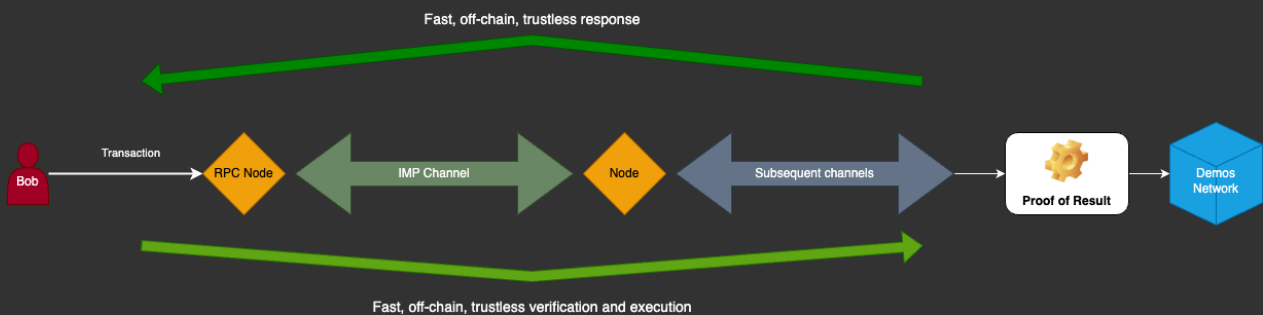 Fast, off-chain, trustless response
Transaction
Bob
RPC Node
IMP Channel
Node
Subsequent channels
Proof of Result
Demos
Network
Fast, off-chain, trustless verification and execution